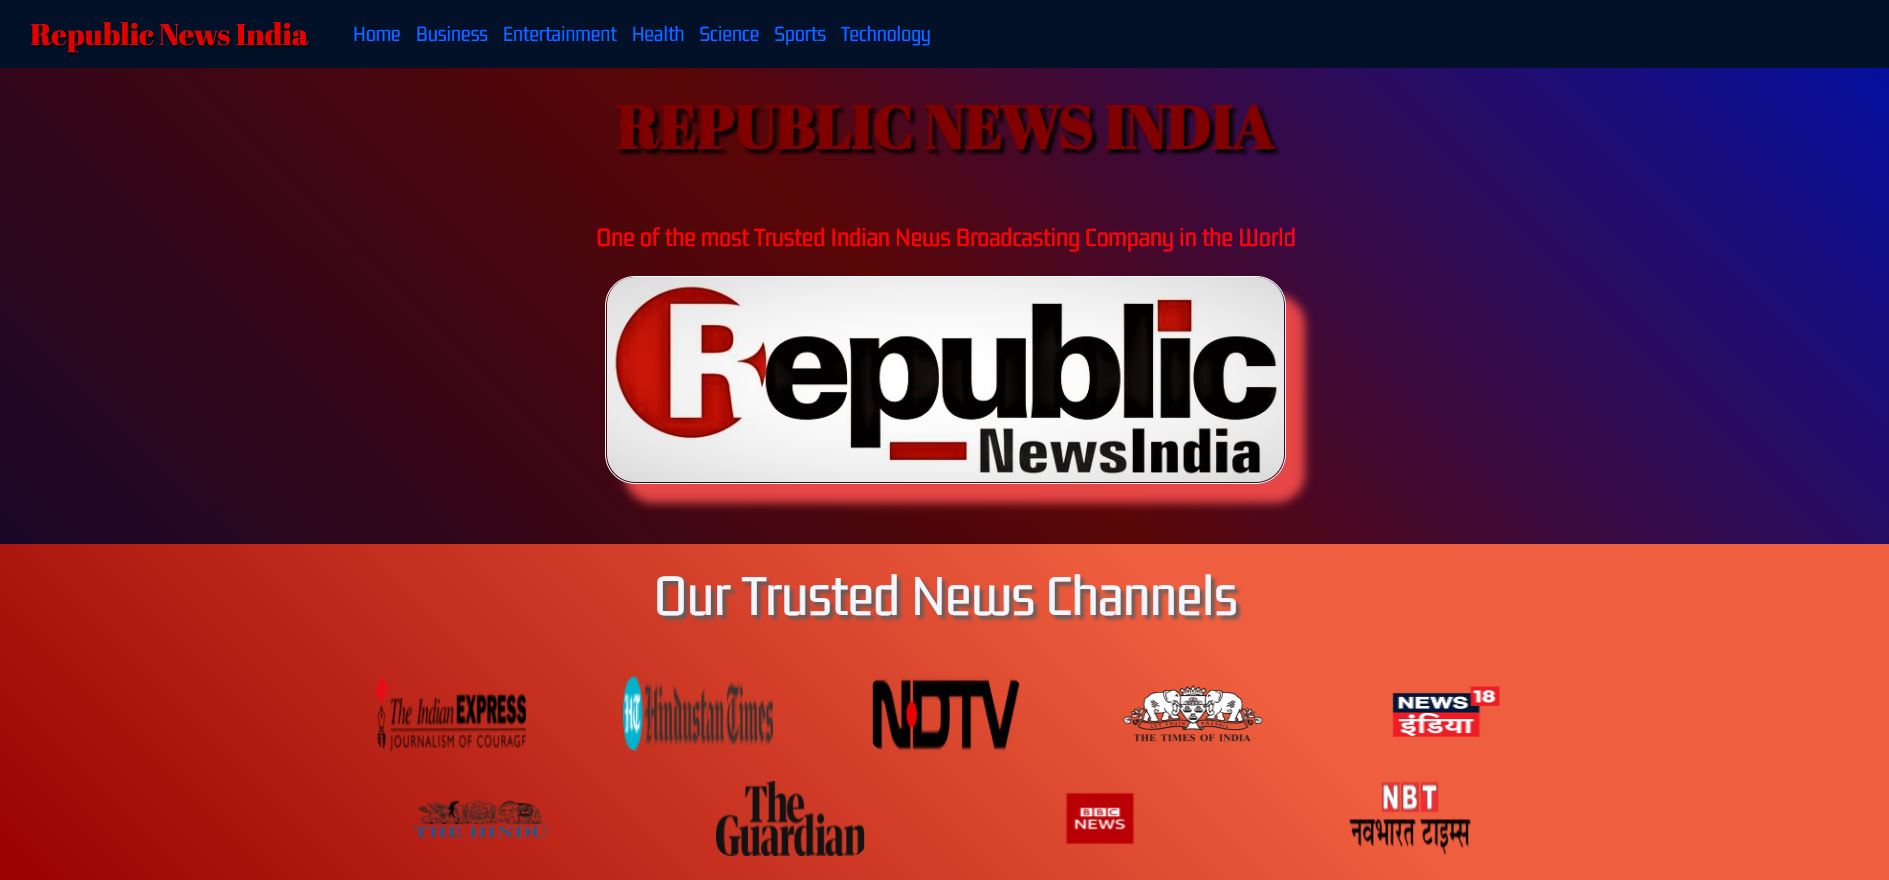 Republic News India
Home Business Entertainment Health Science Sports Technology
REPUBLIC NEWS INDIA
One of the most Trusted Indian News Broadcasting Company in the World
Republic
NewsIndia
Our Trusted News Channels
The Indian EXPRESS
JOURNALISM OF COURAGE
HT Hindustan Times
NDTV
LET TRUTH PREVAIL
THE TIMES OF INDIA
NEWS 18
इंडिया
THE HINDU
The
Guardian
BBC
NEWS
NBT
नवभारत टाइम्स